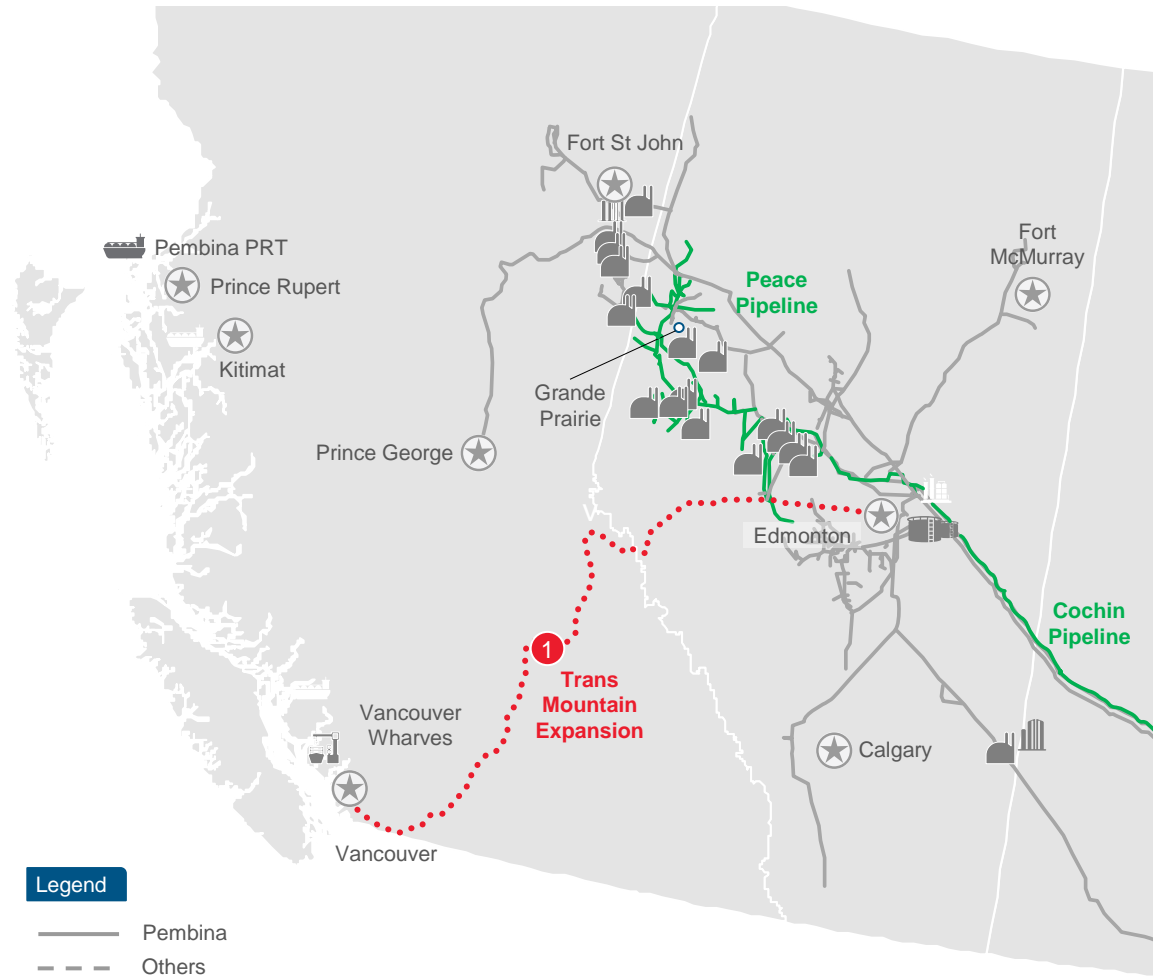 Fort St John
Fort
McMurray
Pembina PRT
Prince Rupert
Peace
Pipeline
Kitimat
Grande
Prairie
Prince George
Edmonton
Cochin
Pipeline
1
Trans
Mountain
Expansion
Vancouver
Wharves
Calgary
Vancouver
Legend
Pembina
Others